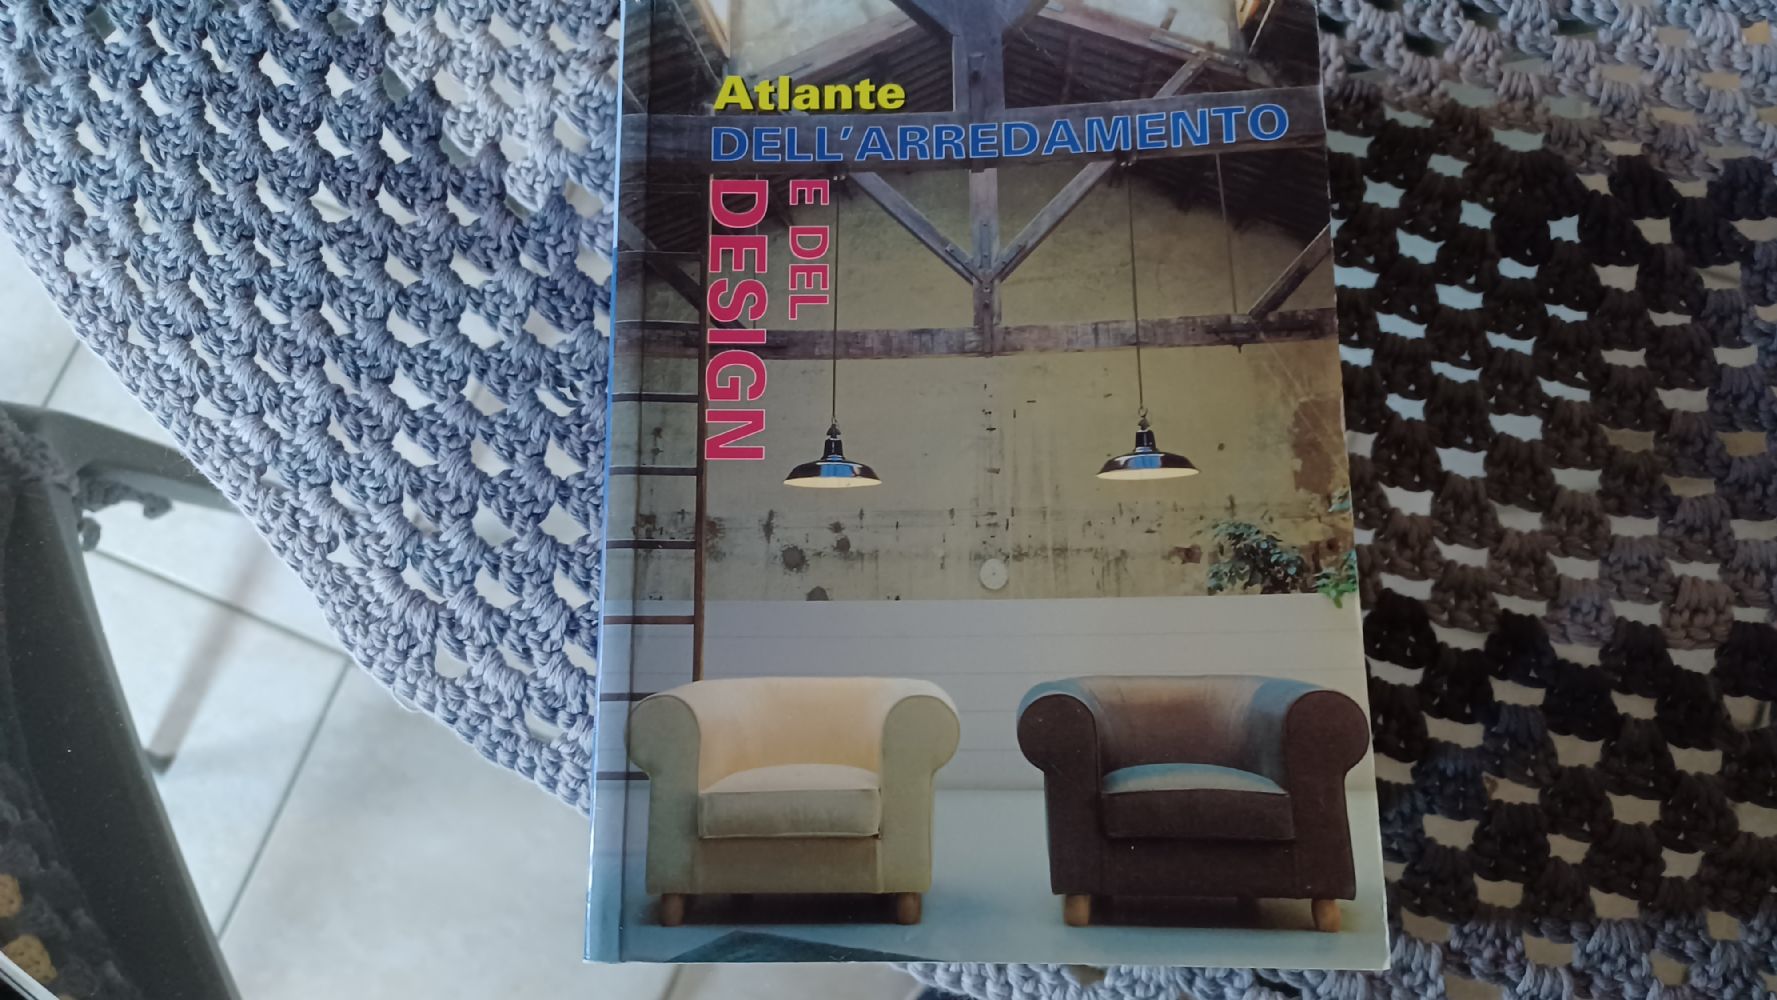 Atlante
DELL'ARREDAMENTO
E DEL
DESIGN